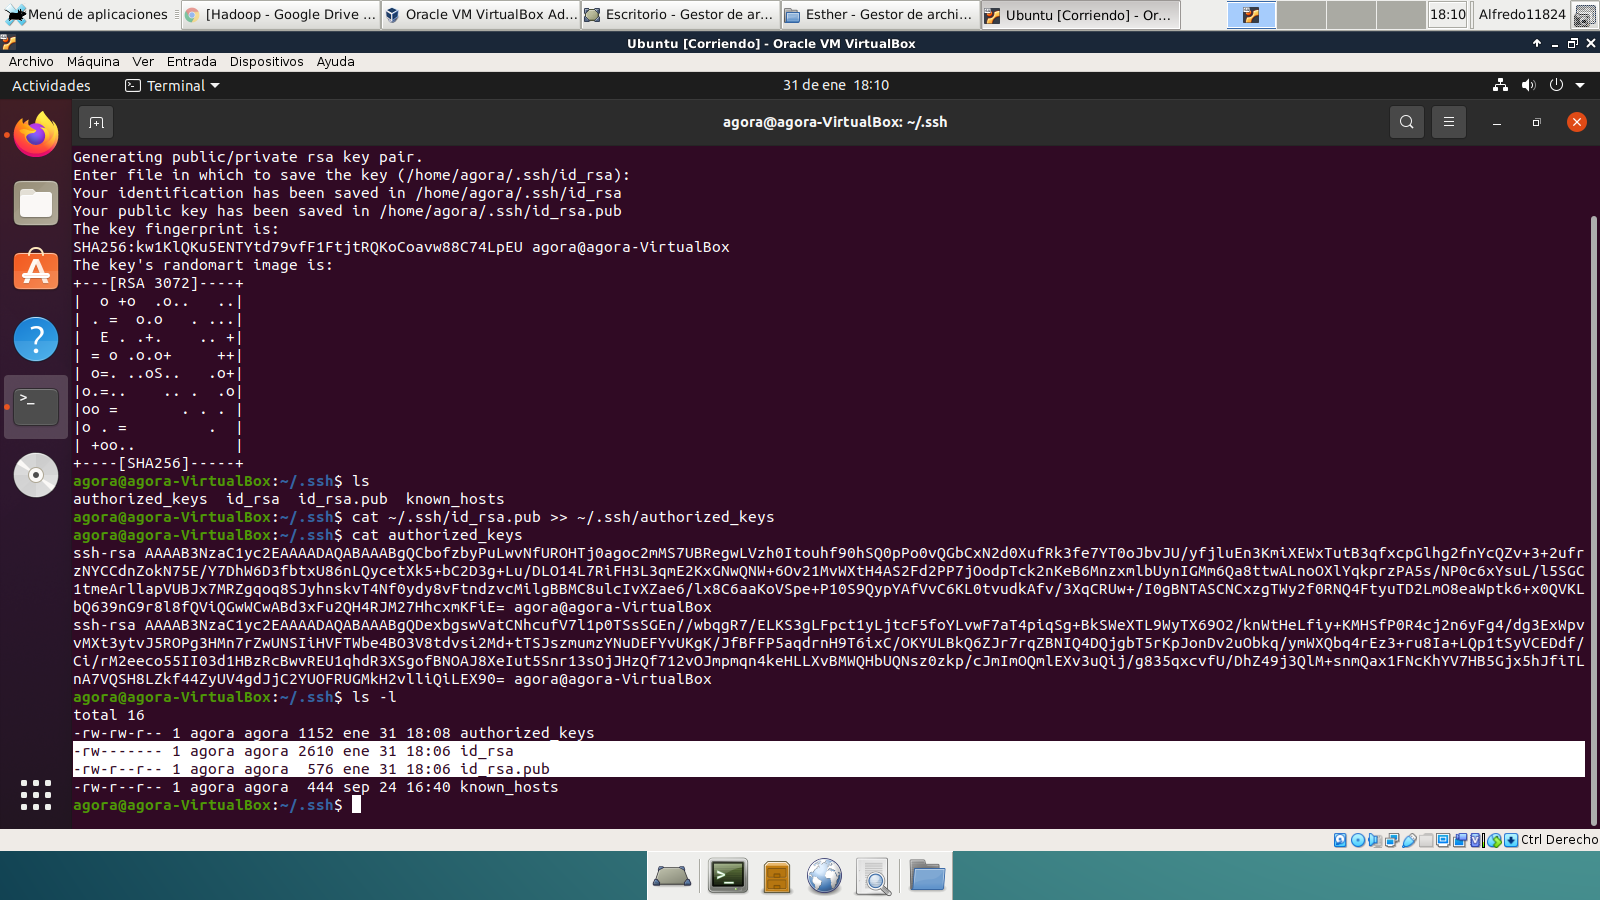 Menú de aplicaciones
[Hadoop - Google Drive ...
Oracle VM VirtualBox Ad...
Escritorio - Gestor de ar...
Esther - Gestor de archi...
Ubuntu [Corriendo] - Or...
18:10
Alfredo11824
Ubuntu [Corriendo] - Oracle VM VirtualBox
Archivo Máquina Ver Entrada Dispositivos Ayuda
Actividades
Terminal
31 de ene 18:10
agora@agora-VirtualBox: ~/.ssh
Generating public/private rsa key pair.
Enter file in which to save the key (/home/agora/.ssh/id_rsa):
Your identification has been saved in /home/agora/.ssh/id_rsa
Your public key has been saved in /home/agora/.ssh/id_rsa.pub
The key fingerprint is:
SHA256:kw1KlQKu5ENTYtd79vfF1FtjtRQKoCoavw88C74LpEU agora@agora-VirtualBox
The key's randomart image is:
+---[RSA 3072]----+
|  o +o  .o..   ..|
| . =  o.o   . ...|
|  E . .+.    .. +|
| = o .o.o+     ++|
| o=. ..oS..   .o+|
|o.=..    .. .  .o|
|oo =       . . . |
|o . =         .  |
| +oo..           |
+----[SHA256]-----+
agora@agora-VirtualBox:~/.ssh$ ls
authorized_keys  id_rsa  id_rsa.pub  known_hosts
agora@agora-VirtualBox:~/.ssh$ cat ~/.ssh/id_rsa.pub >> ~/.ssh/authorized_keys
agora@agora-VirtualBox:~/.ssh$ cat authorized_keys
ssh-rsa AAAAB3NzaC1yc2EAAAADAQABAAABgQCbofzbyPuLwvNfUROHTj0agoc2mMS7UBRegwLVzh0Itouhf90hSQ0pPo0vQGbCxN2d0XufRk3fe7YT0oJbvJU/yfjluEn3KmiXEWxTutB3qfxcpGlhg2fnYcQZv+3+2ufr
zNYCCdnZokN75E/Y7DhW6D3fbtxU86nLQycetXk5+bC2D3g+Lu/DLO14L7RiFH3L3qmE2KxGNwQNW+6Ov21MvWXtH4AS2Fd2PP7jOodpTck2nKeB6MnzxmlbUynIGMm6Qa8ttwALnoOXlYqkprzPA5s/NP0c6xYsuL/l5SGC
1tmeArllapVUBJx7MRZgqoq8SJyhnskvT4Nf0ydy8vFtndzvcMilgBBMC8ulcIvXZae6/lx8C6aaKoVSpe+P10S9QypYAfVvC6KL0tvudkAfv/3XqCRUw+/I0gBNTASCNCxzgTWy2f0RNQ4FtyuTD2LmO8eaWptk6+x0QVKL
bQ639nG9r8l8fQViQGwWCwABd3xFu2QH4RJM27HhcxmKFiE= agora@agora-VirtualBox
ssh-rsa AAAAB3NzaC1yc2EAAAADAQABAAABgQDexbgswVatCNhcufV7l1p0TSsSGEn//wbqgR7/ELKS3gLFpct1yLjtcF5foYLvwF7aT4piqSg+BkSWeXTL9WyTX69O2/knWtHeLfiy+KMHSfP0R4cj2n6yFg4/dg3ExWpv
vMXt3ytvJ5ROPg3HMn7rZwUNSIiHVFTWbe4BO3V8tdvsi2Md+tTSJszmumzYNuDEFYvUKgK/JfBFFP5aqdrnH9T6ixC/OKYULBkQ6ZJr7rqZBNIQ4DQjgbT5rKpJonDv2uObkq/ymWXQbq4rEz3+ru8Ia+LQp1tSyVCEDdf/
Ci/rM2eeco55II03d1HBzRcBwvREU1qhdR3XSgofBNOAJ8XeIut5Snr13sOjJHzQf712vOJmpmqn4keHLLXvBMWQHbUQNsz0zkp/cJmImOQmlEXv3uQij/g835qxcvfU/DhZ49j3QlM+snmQax1FNcKhYV7HB5Gjx5hJfiTL
nA7VQSH8LZkf44ZyUV4gdJjC2YUOFRUGMkH2vlliQiLEX90= agora@agora-VirtualBox
agora@agora-VirtualBox:~/.ssh$ ls -l
total 16
-rw-rw-r-- 1 agora agora 1152 ene 31 18:08 authorized_keys
-rw------- 1 agora agora 2610 ene 31 18:06 id_rsa
-rw-r--r-- 1 agora agora  576 ene 31 18:06 id_rsa.pub
-rw-r--r-- 1 agora agora  444 sep 24 16:40 known_hosts
agora@agora-VirtualBox:~/.ssh$
Ctrl Derecho